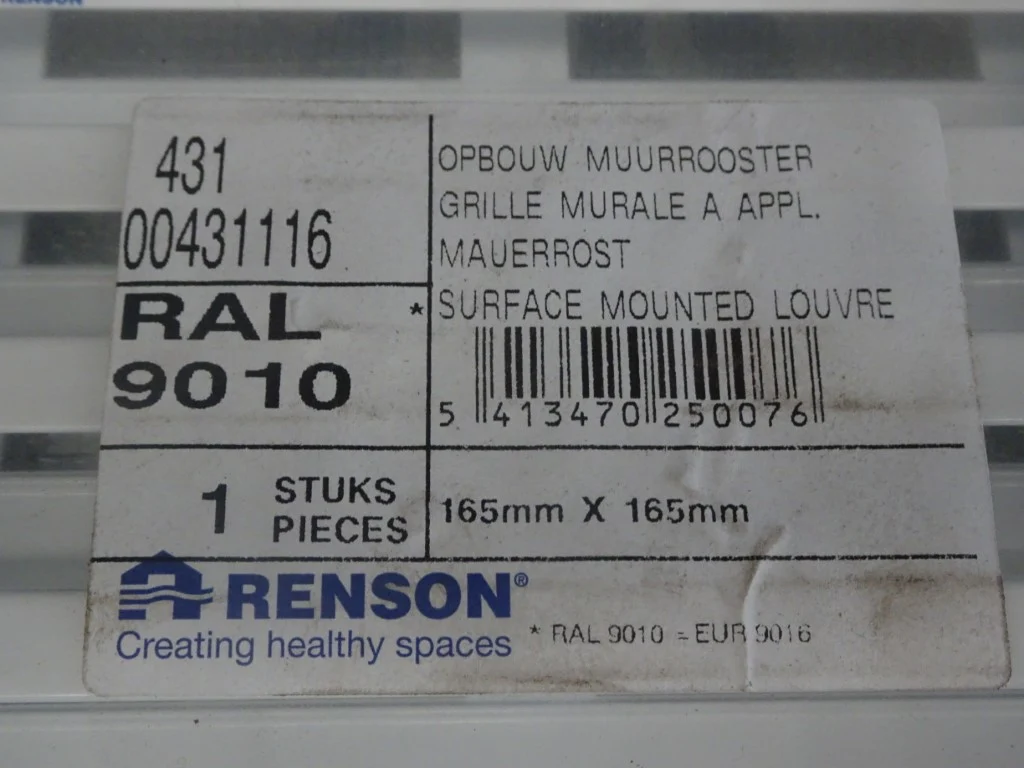 RENSON
431
00431116
RAL *
9010
1 STUKS
PIECES
OPBOUW MUURROOSTER
GRILLE MURALE A APPL.
MAUERROST
SURFACE MOUNTED LOUVRE
5 413470 250076
165mm X 165mm
RENSON®
Creating healthy spaces
* RAL 9010 = EUR 9016